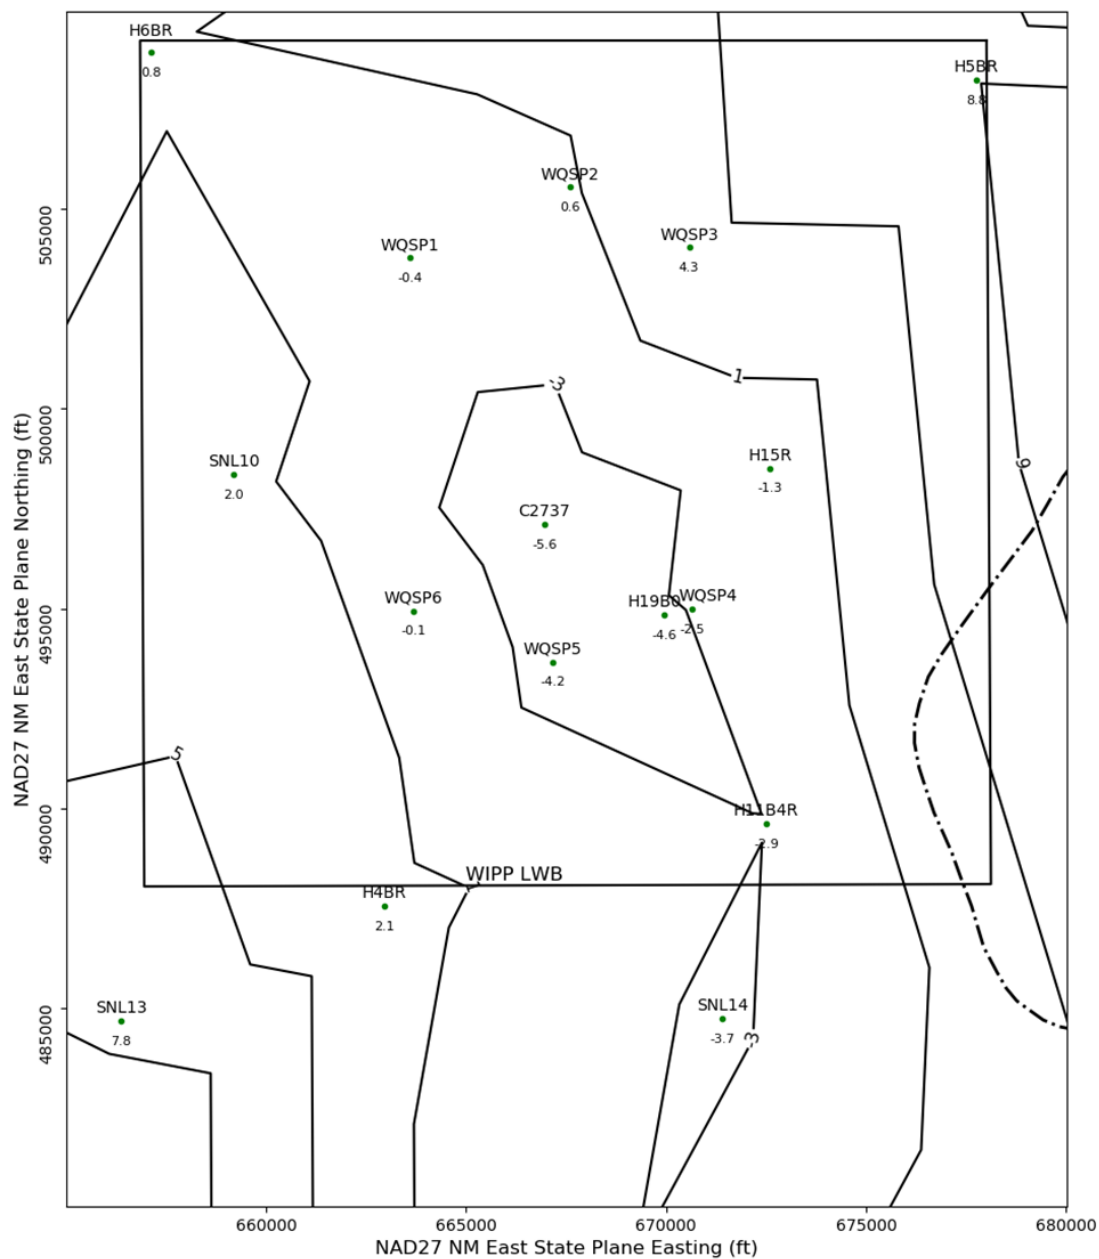 H6BR
0.8
H5BR
8.8
WQSP2
0.6
WQSP3
4.3
WQSP1
-0.4
505000
1
-3
500000
SNL10
2.0
H15R
-1.3
9
C2737
-5.6
WQSP6
-0.1
H19B0
-4.6
WQSP4
-2.5
495000
WQSP5
-4.2
5
490000
H11B4R
-2.9
WIPP LWB
H4BR
2.1
SNL13
7.8
SNL14
-3.7
-3
485000
NAD27 NM East State Plane Northing (ft)
660000 665000 670000 675000 680000
NAD27 NM East State Plane Easting (ft)